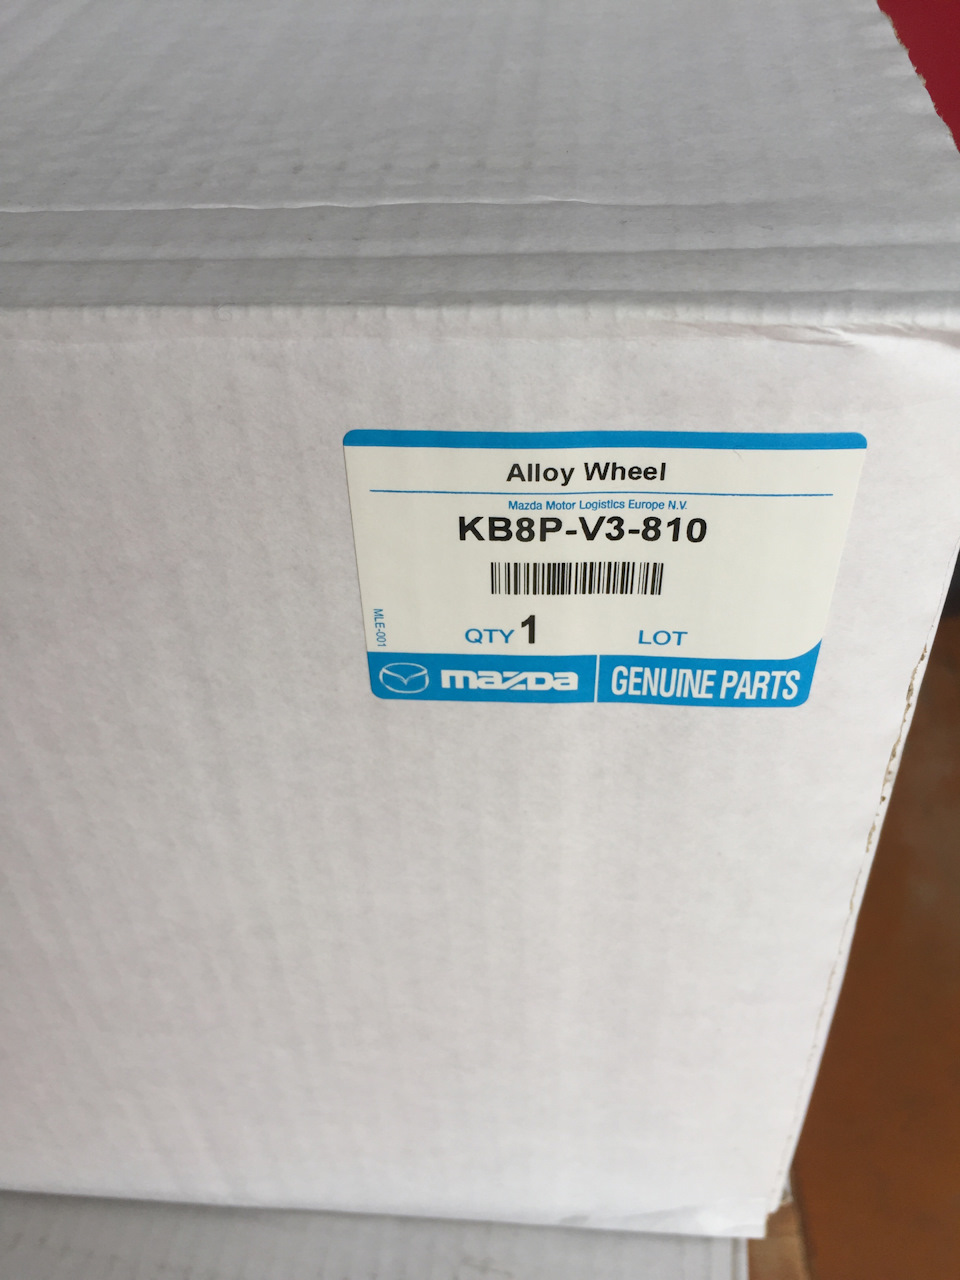 Alloy Wheel
Mazda Motor Logistics Europe N.V.
KB8P-V3-810
QTY 1 LOT
MLE-001
mazda GENUINE PARTS